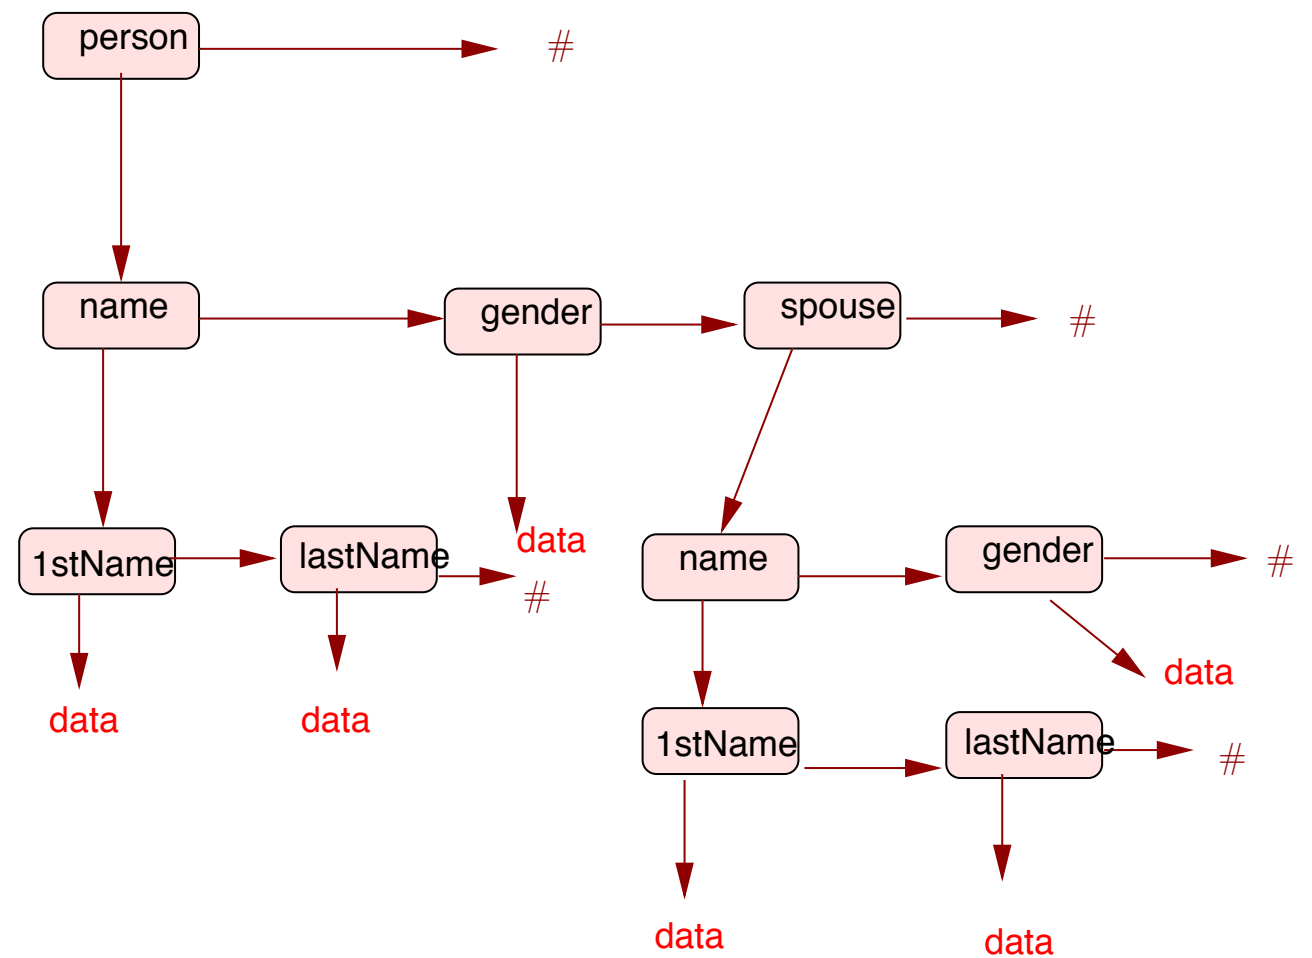 person #
name gender spouse #
1stName lastName data # name gender #
data data 1stName lastName data #
data data